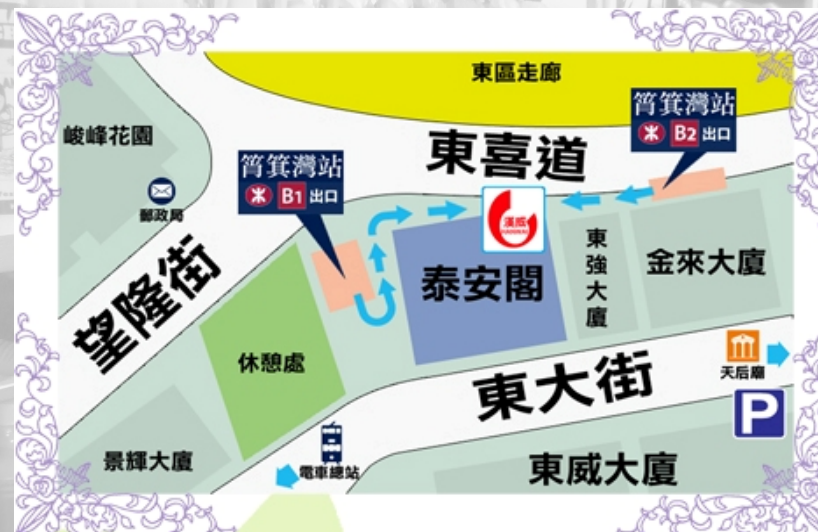 東區走廊
筲箕灣站
B2 出口
峻峰花園
東喜道
筲箕灣站
B1 出口
郵政局
漢威
東強大廈
金來大廈
泰安閣
望隆街
休憩處
東大街
天后廟
P
景輝大廈
電車總站
東威大廈